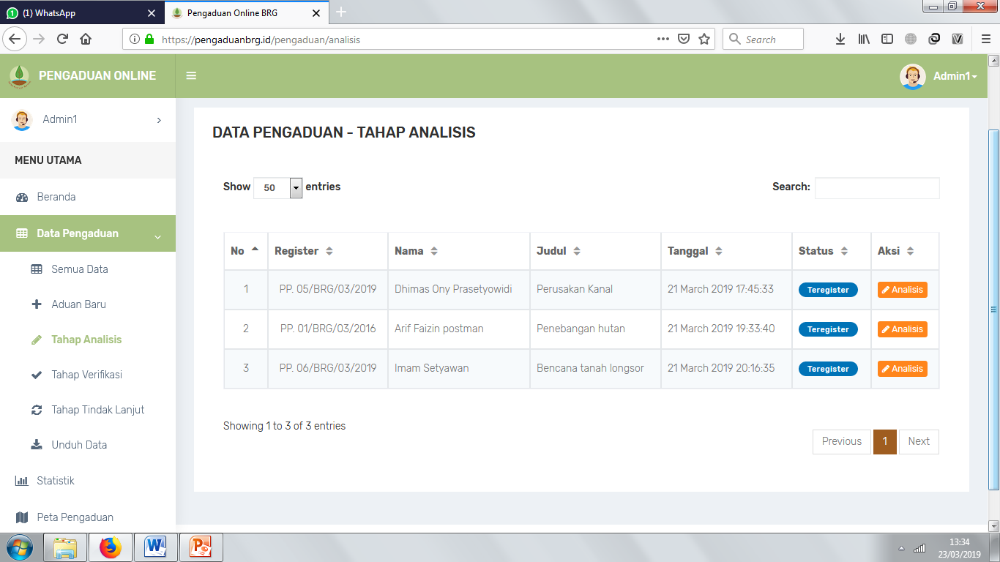 (1) WhatsApp
Pengaduan Online BRG
https://pengaduanbrg.id/pengaduan/analisis
Search
PENGADUAN ONLINE
Admin1
Admin1
MENU UTAMA
Beranda
Data Pengaduan
Semua Data
Aduan Baru
Tahap Analisis
Tahap Verifikasi
Tahap Tindak Lanjut
Unduh Data
Statistik
Peta Pengaduan
DATA PENGADUAN - TAHAP ANALISIS
Show 50 entries
Search:
No Register Nama Judul Tanggal Status Aksi
1 PP. 05/BRG/03/2019 Dhimas Ony Prasetyowidi Perusakan Kanal 21 March 2019 17:45:33 Teregister Analisis
2 PP. 01/BRG/03/2016 Arif Faizin postman Penebangan hutan 21 March 2019 19:33:40 Teregister Analisis
3 PP. 06/BRG/03/2019 Imam Setyawan Bencana tanah longsor 21 March 2019 20:16:35 Teregister Analisis
Showing 1 to 3 of 3 entries
Previous 1 Next
13:34
23/03/2019